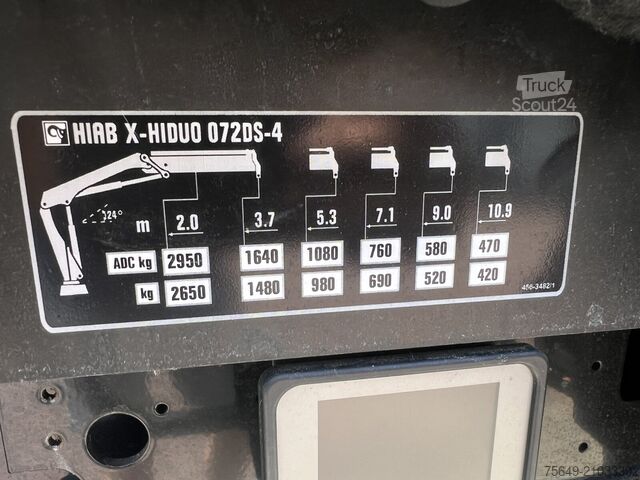 Truck
Scout24
HIAB X-HIDUO 072DS-4
124°
m 2.0 3.7 5.3 7.1 9.0 10.9
ADC kg 2950 1640 1080 760 580 470
kg 2650 1480 980 690 520 420
456-3482/1